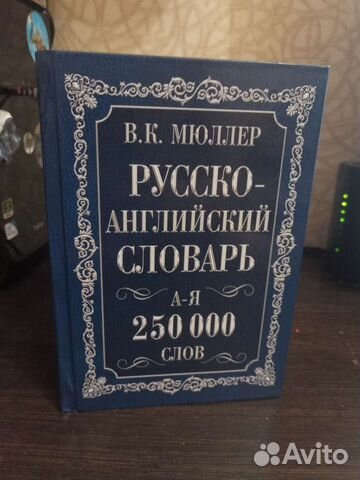 В.К. МЮЛЛЕР
РУССКО-
АНГЛИЙСКИЙ
СЛОВАРЬ
А-Я
250 000
СЛОВ
Avito